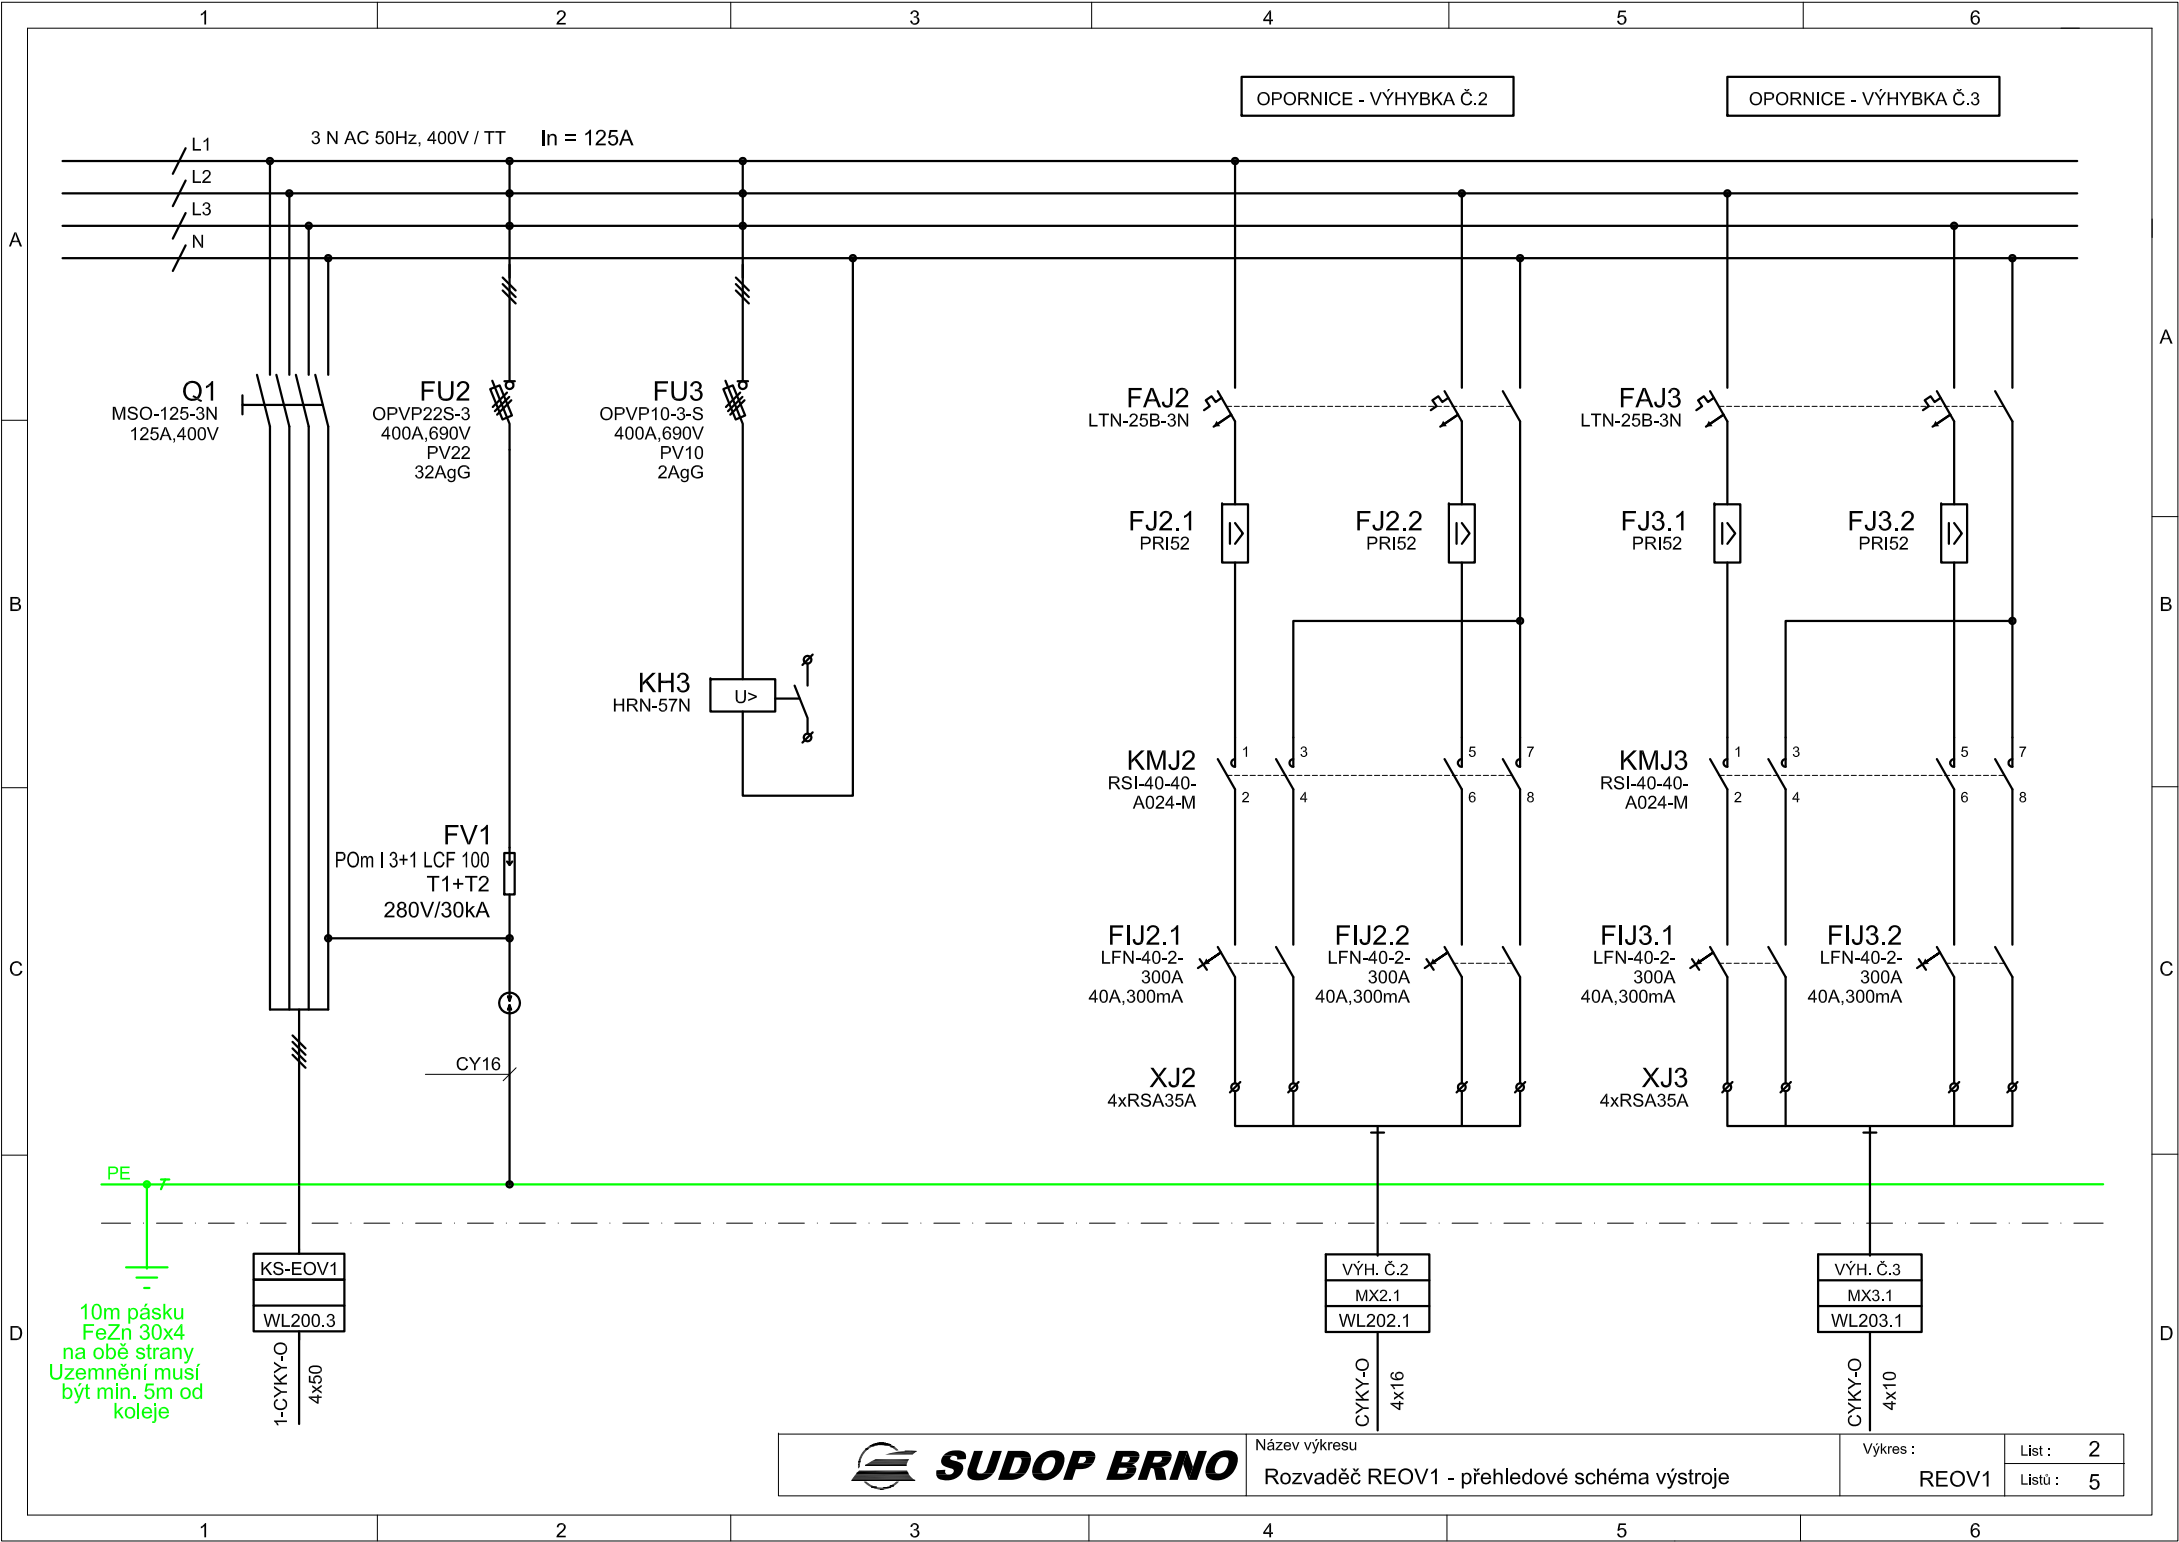 1 2 3 4 5 6
OPORNICE - VÝHYBKA Č.2
OPORNICE - VÝHYBKA Č.3
3 N AC 50Hz, 400V / TT
In = 125A
L1
L2
L3
N
A
A
Q1
MSO-125-3N
125A,400V
FU2
OPVP22S-3
400A,690V
PV22
32AgG
FU3
OPVP10-3-S
400A,690V
PV10
2AgG
FAJ2
LTN-25B-3N
FAJ3
LTN-25B-3N
FJ2.1
PRI52
FJ2.2
PRI52
FJ3.1
PRI52
FJ3.2
PRI52
B
B
KH3
HRN-57N
U>
KMJ2
RSI-40-40-
A024-M
1 3 5 7
2 4 6 8
KMJ3
RSI-40-40-
A024-M
1 3 5 7
2 4 6 8
FV1
POm I 3+1 LCF 100
T1+T2
280V/30kA
FIJ2.1
LFN-40-2-
300A
40A,300mA
FIJ2.2
LFN-40-2-
300A
40A,300mA
FIJ3.1
LFN-40-2-
300A
40A,300mA
FIJ3.2
LFN-40-2-
300A
40A,300mA
C
C
CY16
XJ2
4xRSA35A
XJ3
4xRSA35A
PE
KS-EOV1
WL200.3
1-CYKY-O
4x50
VÝH. Č.2
MX2.1
WL202.1
CYKY-O
4x16
VÝH. Č.3
MX3.1
WL203.1
CYKY-O
4x10
10m pásku
FeZn 30x4
na obě strany
Uzemnění musí
být min. 5m od
koleje
D
D
SUDOP BRNO
Název výkresu
Rozvaděč REOV1 - přehledové schéma výstroje
Výkres :
REOV1
List : 2
Listů : 5
1 2 3 4 5 6